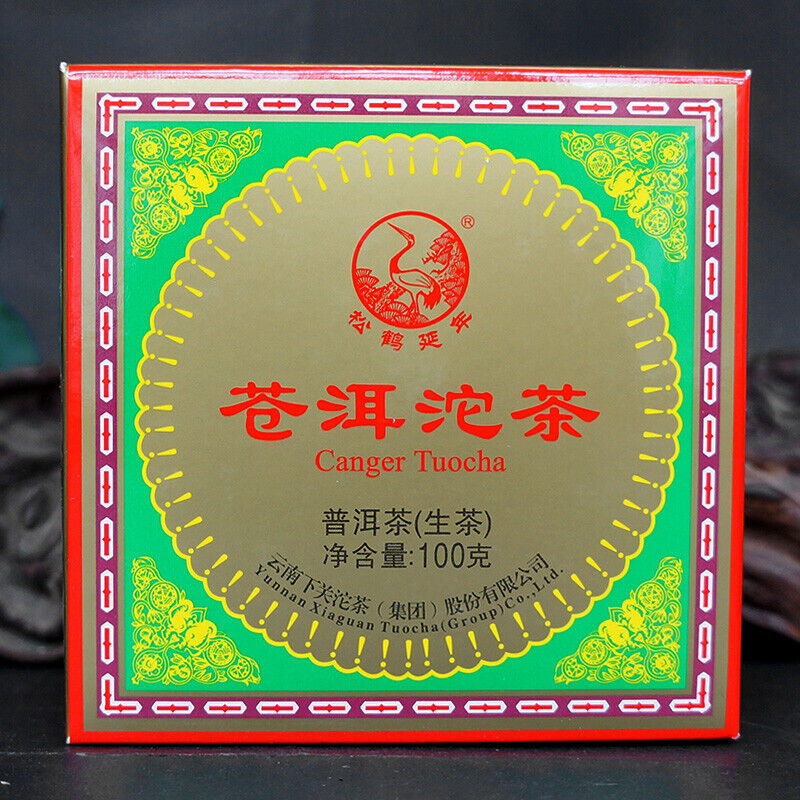 ®
松鹤延年
苍洱沱茶
Canger Tuocha
普洱茶(生茶)
净含量:100克
云南下关沱茶(集团)股份有限公司
Yunnan Xiaguan Tuocha(Group)Co.,Ltd.